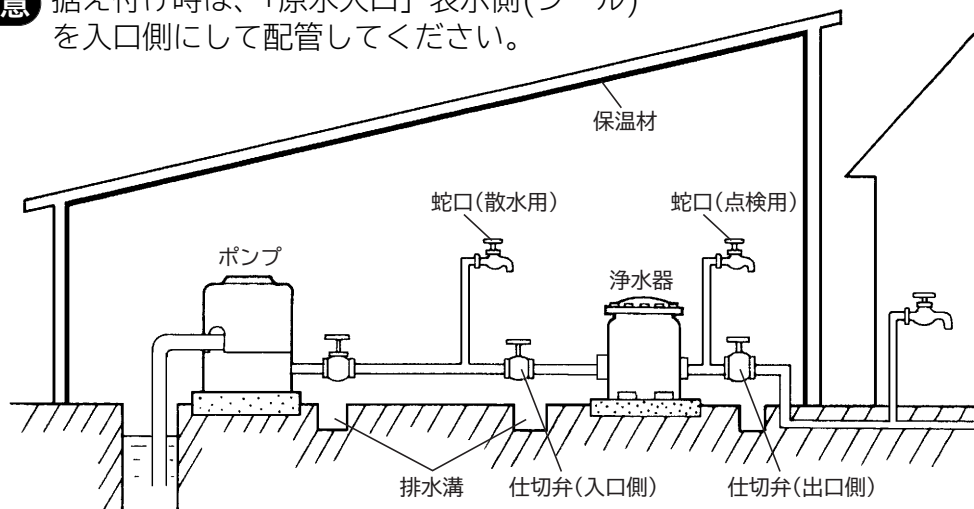 意 据え付け時は、「原水入口」表示側(シール)
を入口側にして配管してください。
保温材
蛇口(散水用)
蛇口(点検用)
ポンプ
浄水器
排水溝
仕切弁(入口側)
仕切弁(出口側)